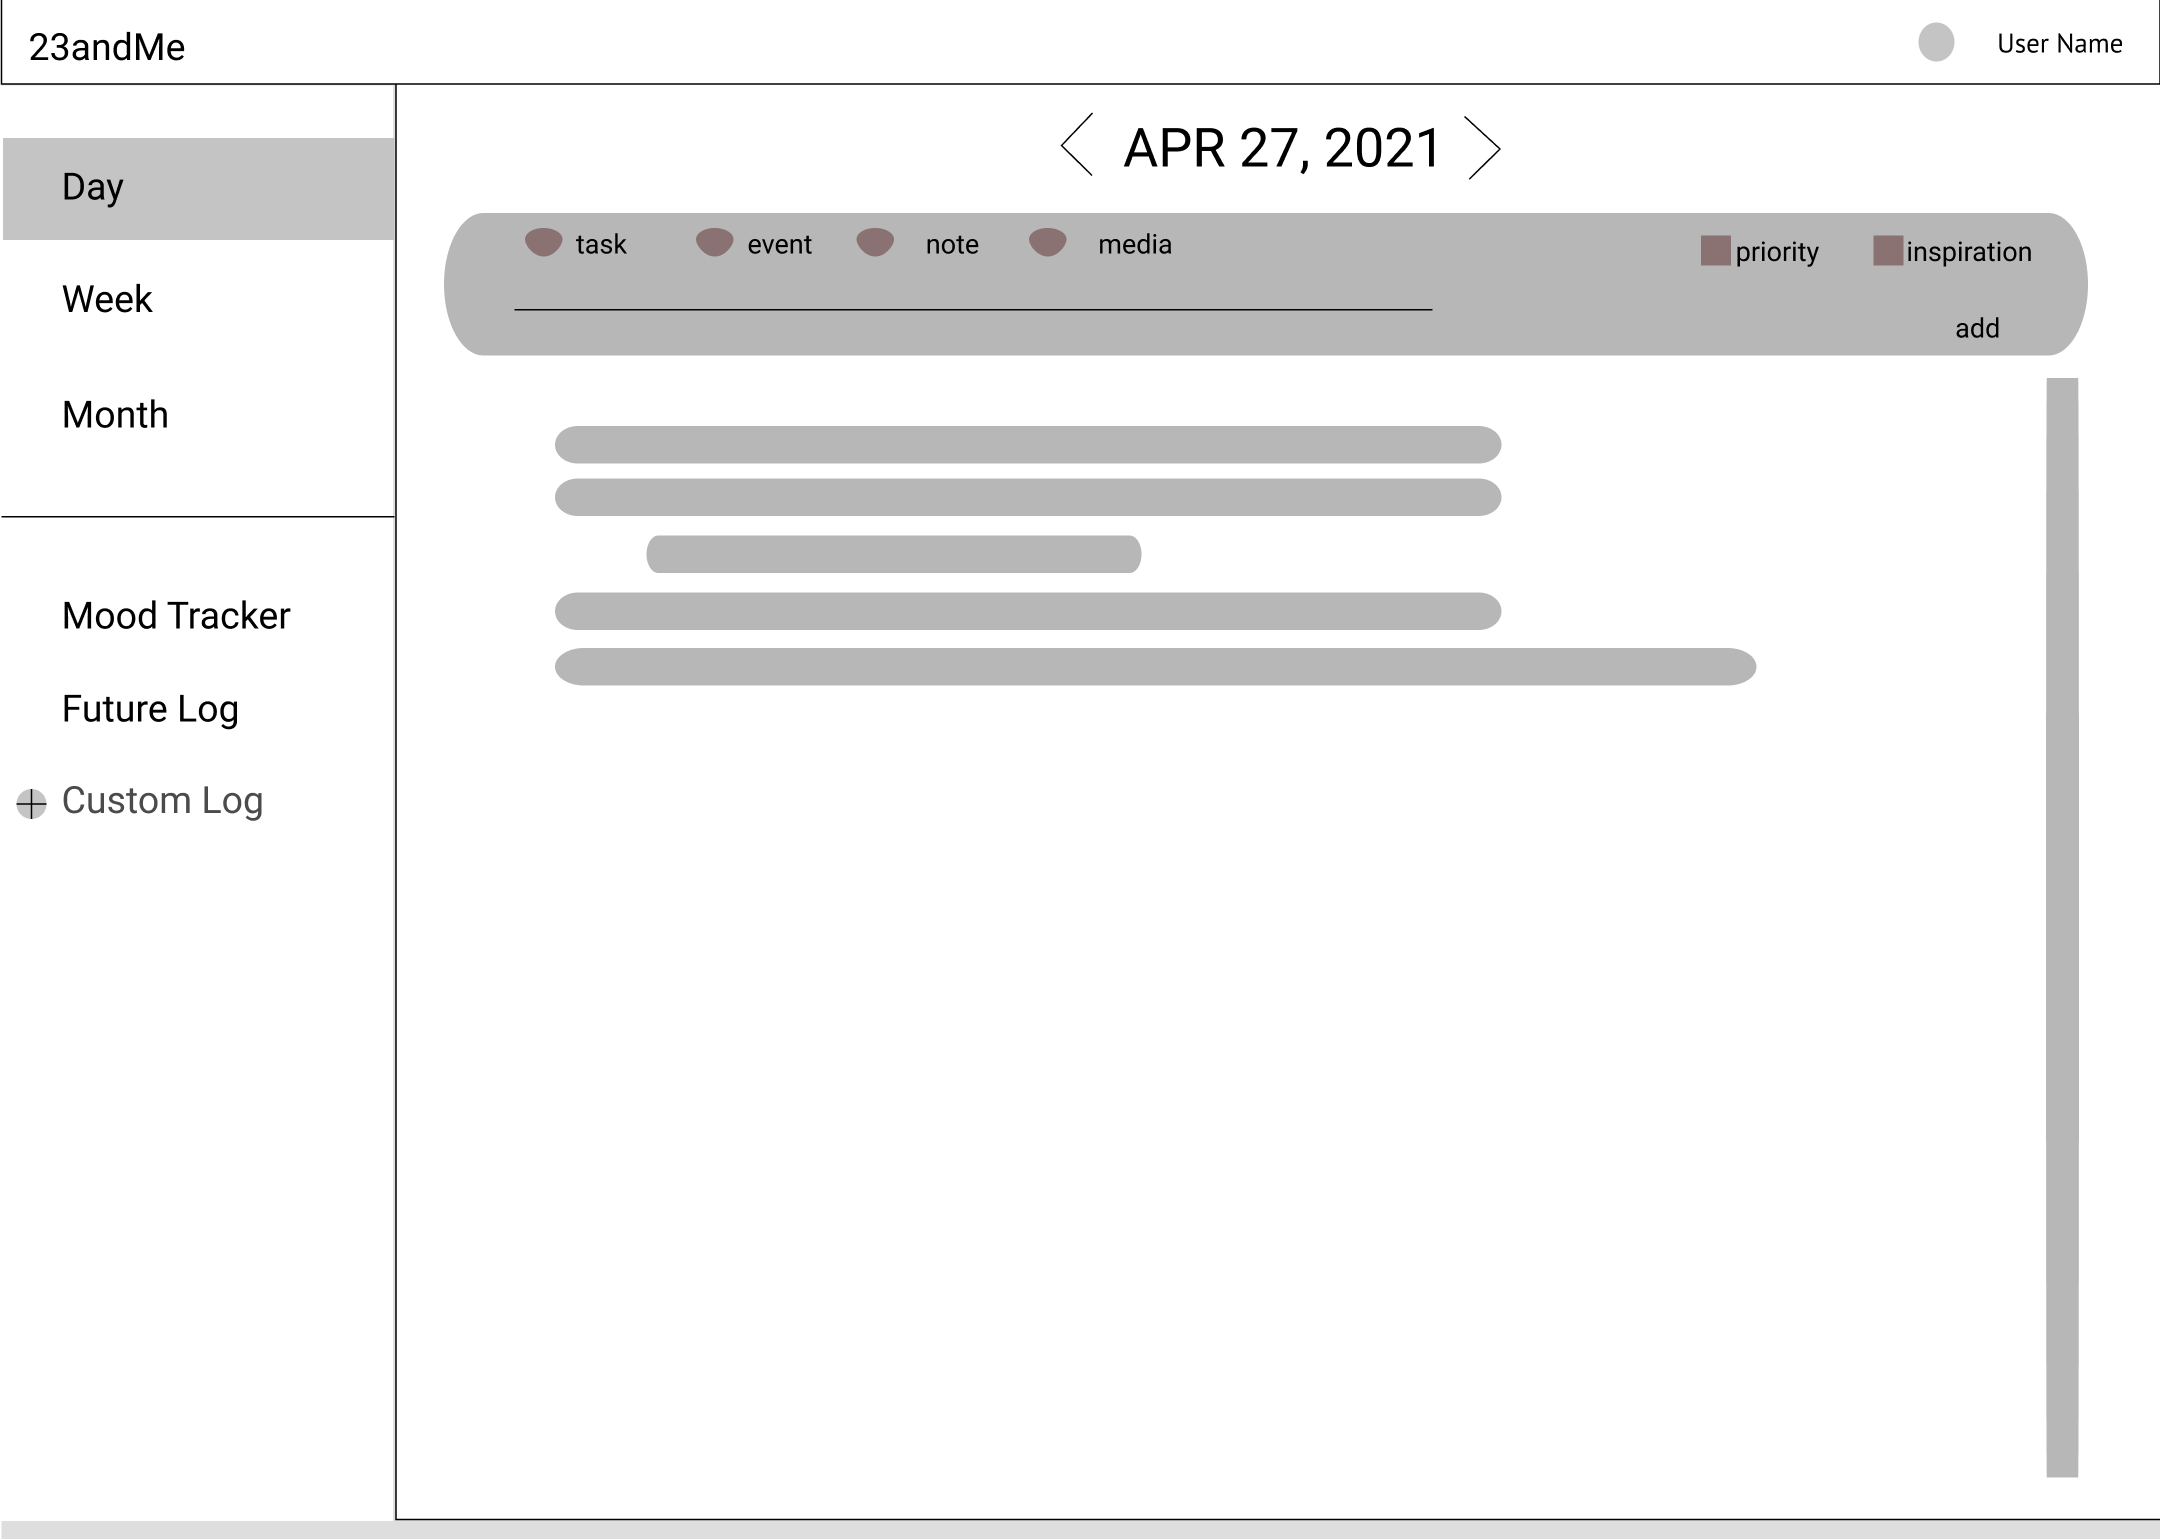 23andMe
User Name
Day
Week
Month
Mood Tracker
Future Log
Custom Log
APR 27, 2021
task event note media
priority inspiration
add